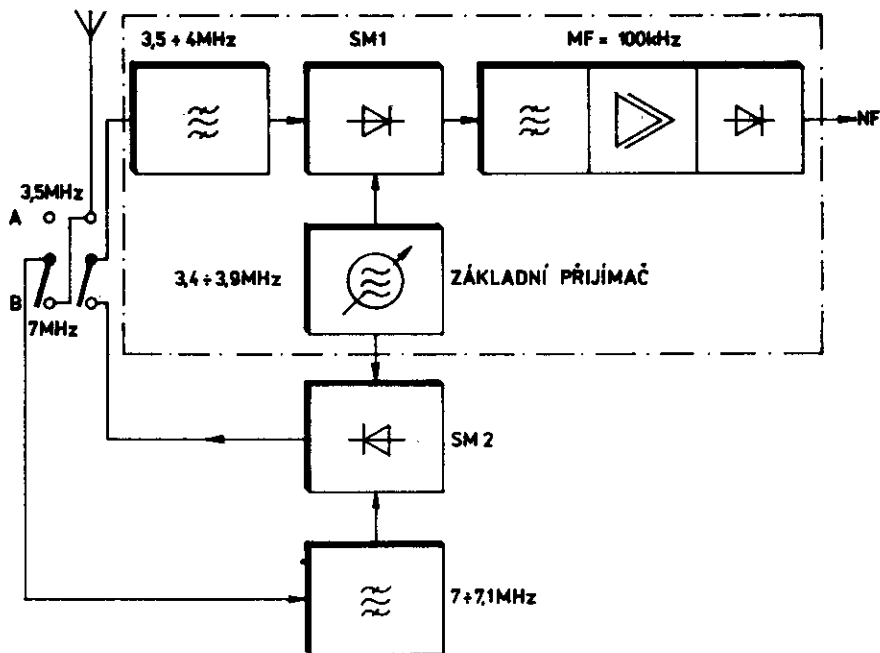 3,5 ÷ 4MHz
SM1
MF = 100kHz
NF
3,5MHz
A
B
7MHz
3,4 ÷ 3,9MHz
ZÁKLADNÍ PŘIJÍMAČ
SM 2
7 ÷ 7,1MHz